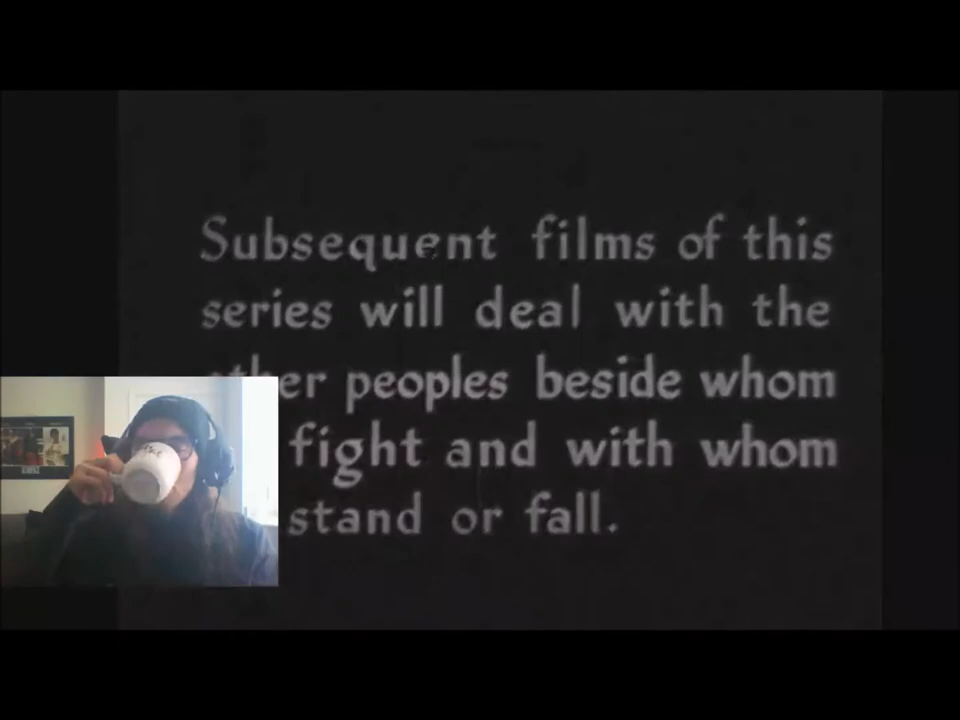 Subsequent films of this
series will deal with the
other peoples beside whom
fight and with whom
stand or fall.